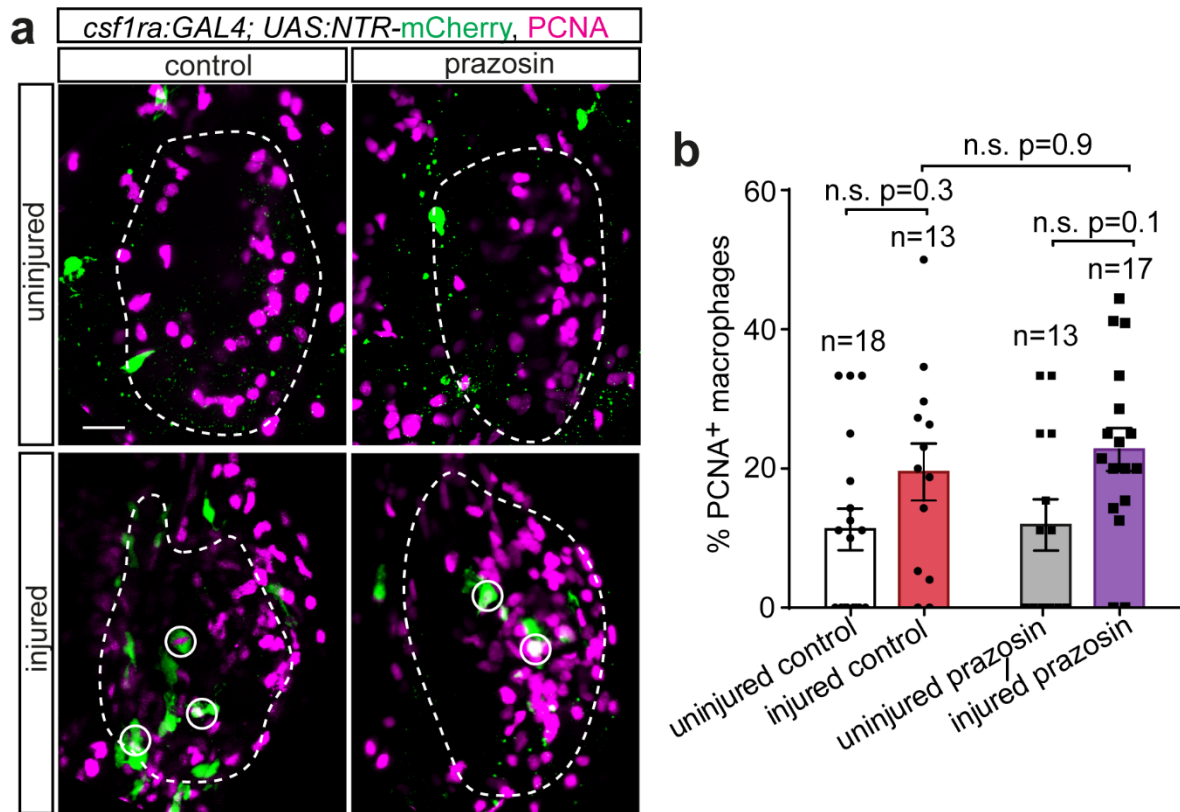 a
csf1ra:GAL4; UAS:NTR-mCherry, PCNA
control
prazosin
uninjured
injured
b
n.s. p=0.9
n.s. p=0.3
n.s. p=0.1
n=18
n=13
n=13
n=17
% PCNA+ macrophages
60
40
20
0
uninjured control
injured control
uninjured prazosin
injured prazosin